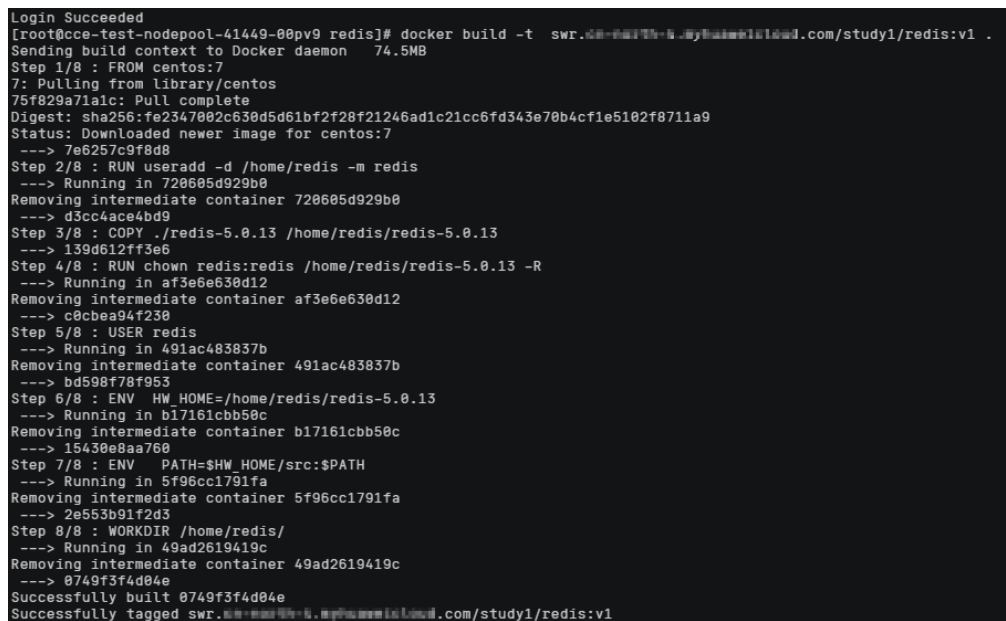 Login Succeeded
[root@cce-test-nodepool-41449-00pv9 redis]# docker build -t  swr. .com/study1/redis:v1 .
Sending build context to Docker daemon   74.5MB
Step 1/8 : FROM centos:7
7: Pulling from library/centos
75f829a71a1c: Pull complete
Digest: sha256:fe2347002c630d5d61bf2f28f21246ad1c21cc6fd343e70b4cf1e5102f8711a9
Status: Downloaded newer image for centos:7
 ---> 7e6257c9f8d8
Step 2/8 : RUN useradd -d /home/redis -m redis
 ---> Running in 720605d929b0
Removing intermediate container 720605d929b0
 ---> d3cc4ace4bd9
Step 3/8 : COPY ./redis-5.0.13 /home/redis/redis-5.0.13
 ---> 139d612ff3e6
Step 4/8 : RUN chown redis:redis /home/redis/redis-5.0.13 -R
 ---> Running in af3e6e630d12
Removing intermediate container af3e6e630d12
 ---> c0cbea94f230
Step 5/8 : USER redis
 ---> Running in 491ac483837b
Removing intermediate container 491ac483837b
 ---> bd598f78f953
Step 6/8 : ENV  HW_HOME=/home/redis/redis-5.0.13
 ---> Running in b17161cbb50c
Removing intermediate container b17161cbb50c
 ---> 15430e8aa760
Step 7/8 : ENV   PATH=$HW_HOME/src:$PATH
 ---> Running in 5f96cc1791fa
Removing intermediate container 5f96cc1791fa
 ---> 2e553b91f2d3
Step 8/8 : WORKDIR /home/redis/
 ---> Running in 49ad2619419c
Removing intermediate container 49ad2619419c
 ---> 0749f3f4d04e
Successfully built 0749f3f4d04e
Successfully tagged swr. .com/study1/redis:v1